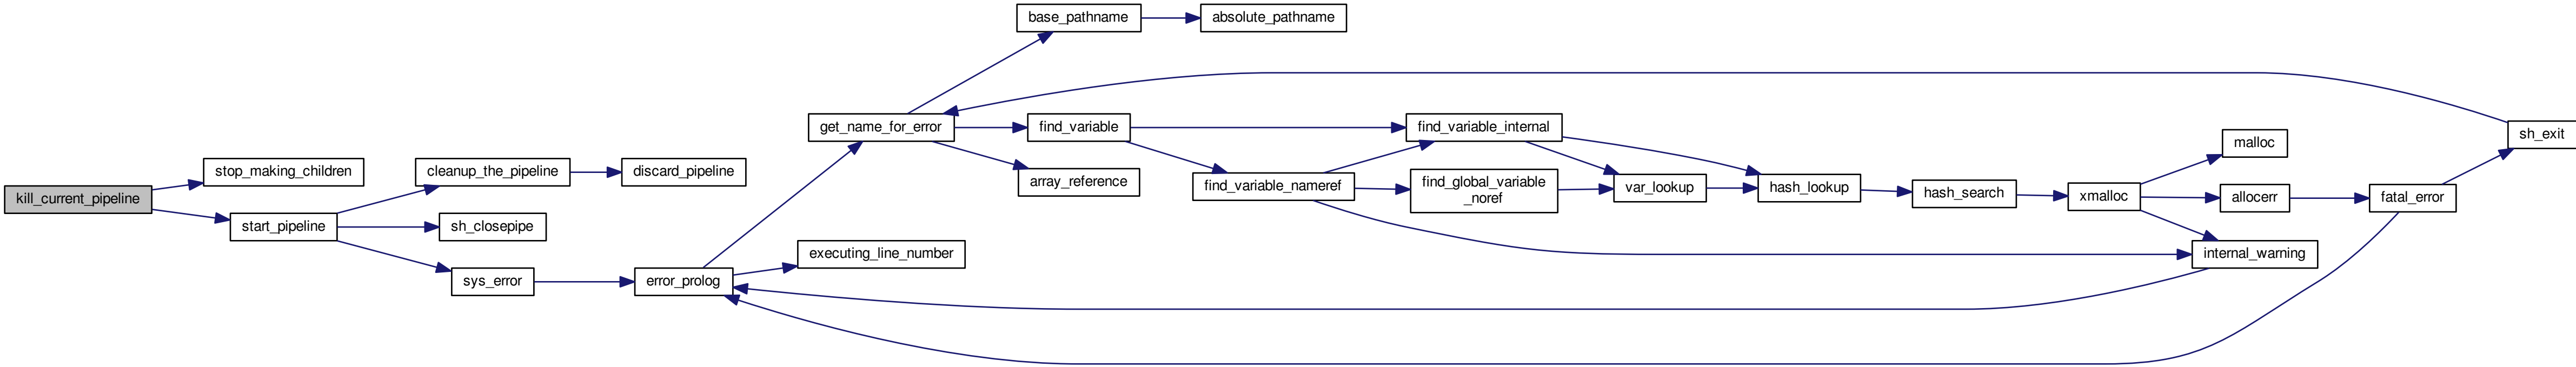 base_pathname
absolute_pathname
get_name_for_error
find_variable
find_variable_internal
sh_exit
malloc
kill_current_pipeline
stop_making_children
cleanup_the_pipeline
discard_pipeline
array_reference
find_variable_nameref
find_global_variable
_noref
var_lookup
hash_lookup
hash_search
xmalloc
allocerr
fatal_error
start_pipeline
sh_closepipe
executing_line_number
internal_warning
sys_error
error_prolog